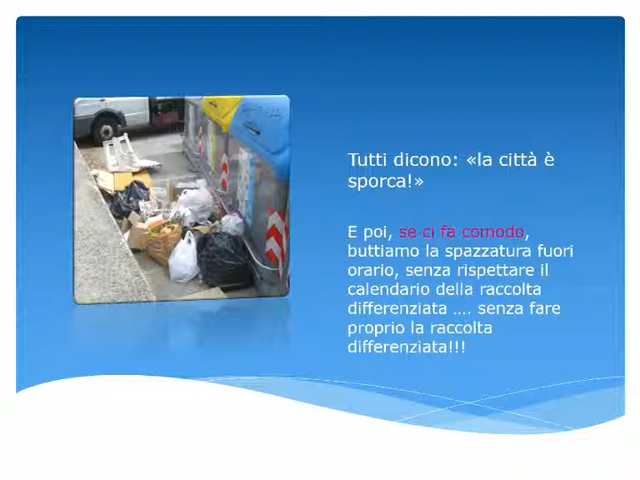 Tutti dicono: «la città è
sporca!»
E poi, se ci fa comodo,
buttiamo la spazzatura fuori
orario, senza rispettare il
calendario della raccolta
differenziata .... senza fare
proprio la raccolta
differenziata!!!